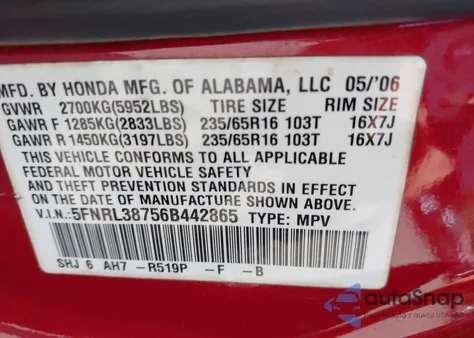 MFD. BY HONDA MFG. OF ALABAMA, LLC 05/'06
GVWR 2700KG(5952LBS) TIRE SIZE RIM SIZE
GAWR F 1285KG(2833LBS) 235/65R16 103T 16X7J
GAWR R 1450KG(3197LBS) 235/65R16 103T 16X7J
THIS VEHICLE CONFORMS TO ALL APPLICABLE
FEDERAL MOTOR VEHICLE SAFETY
AND THEFT PREVENTION STANDARDS IN EFFECT
ON THE DATE OF MANUFACTURE SHOWN ABOVE.
V.I.N.:5FNRL38756B442865 TYPE: MPV
SHJ 6 AH7 -R519P -F -B
autoSnap